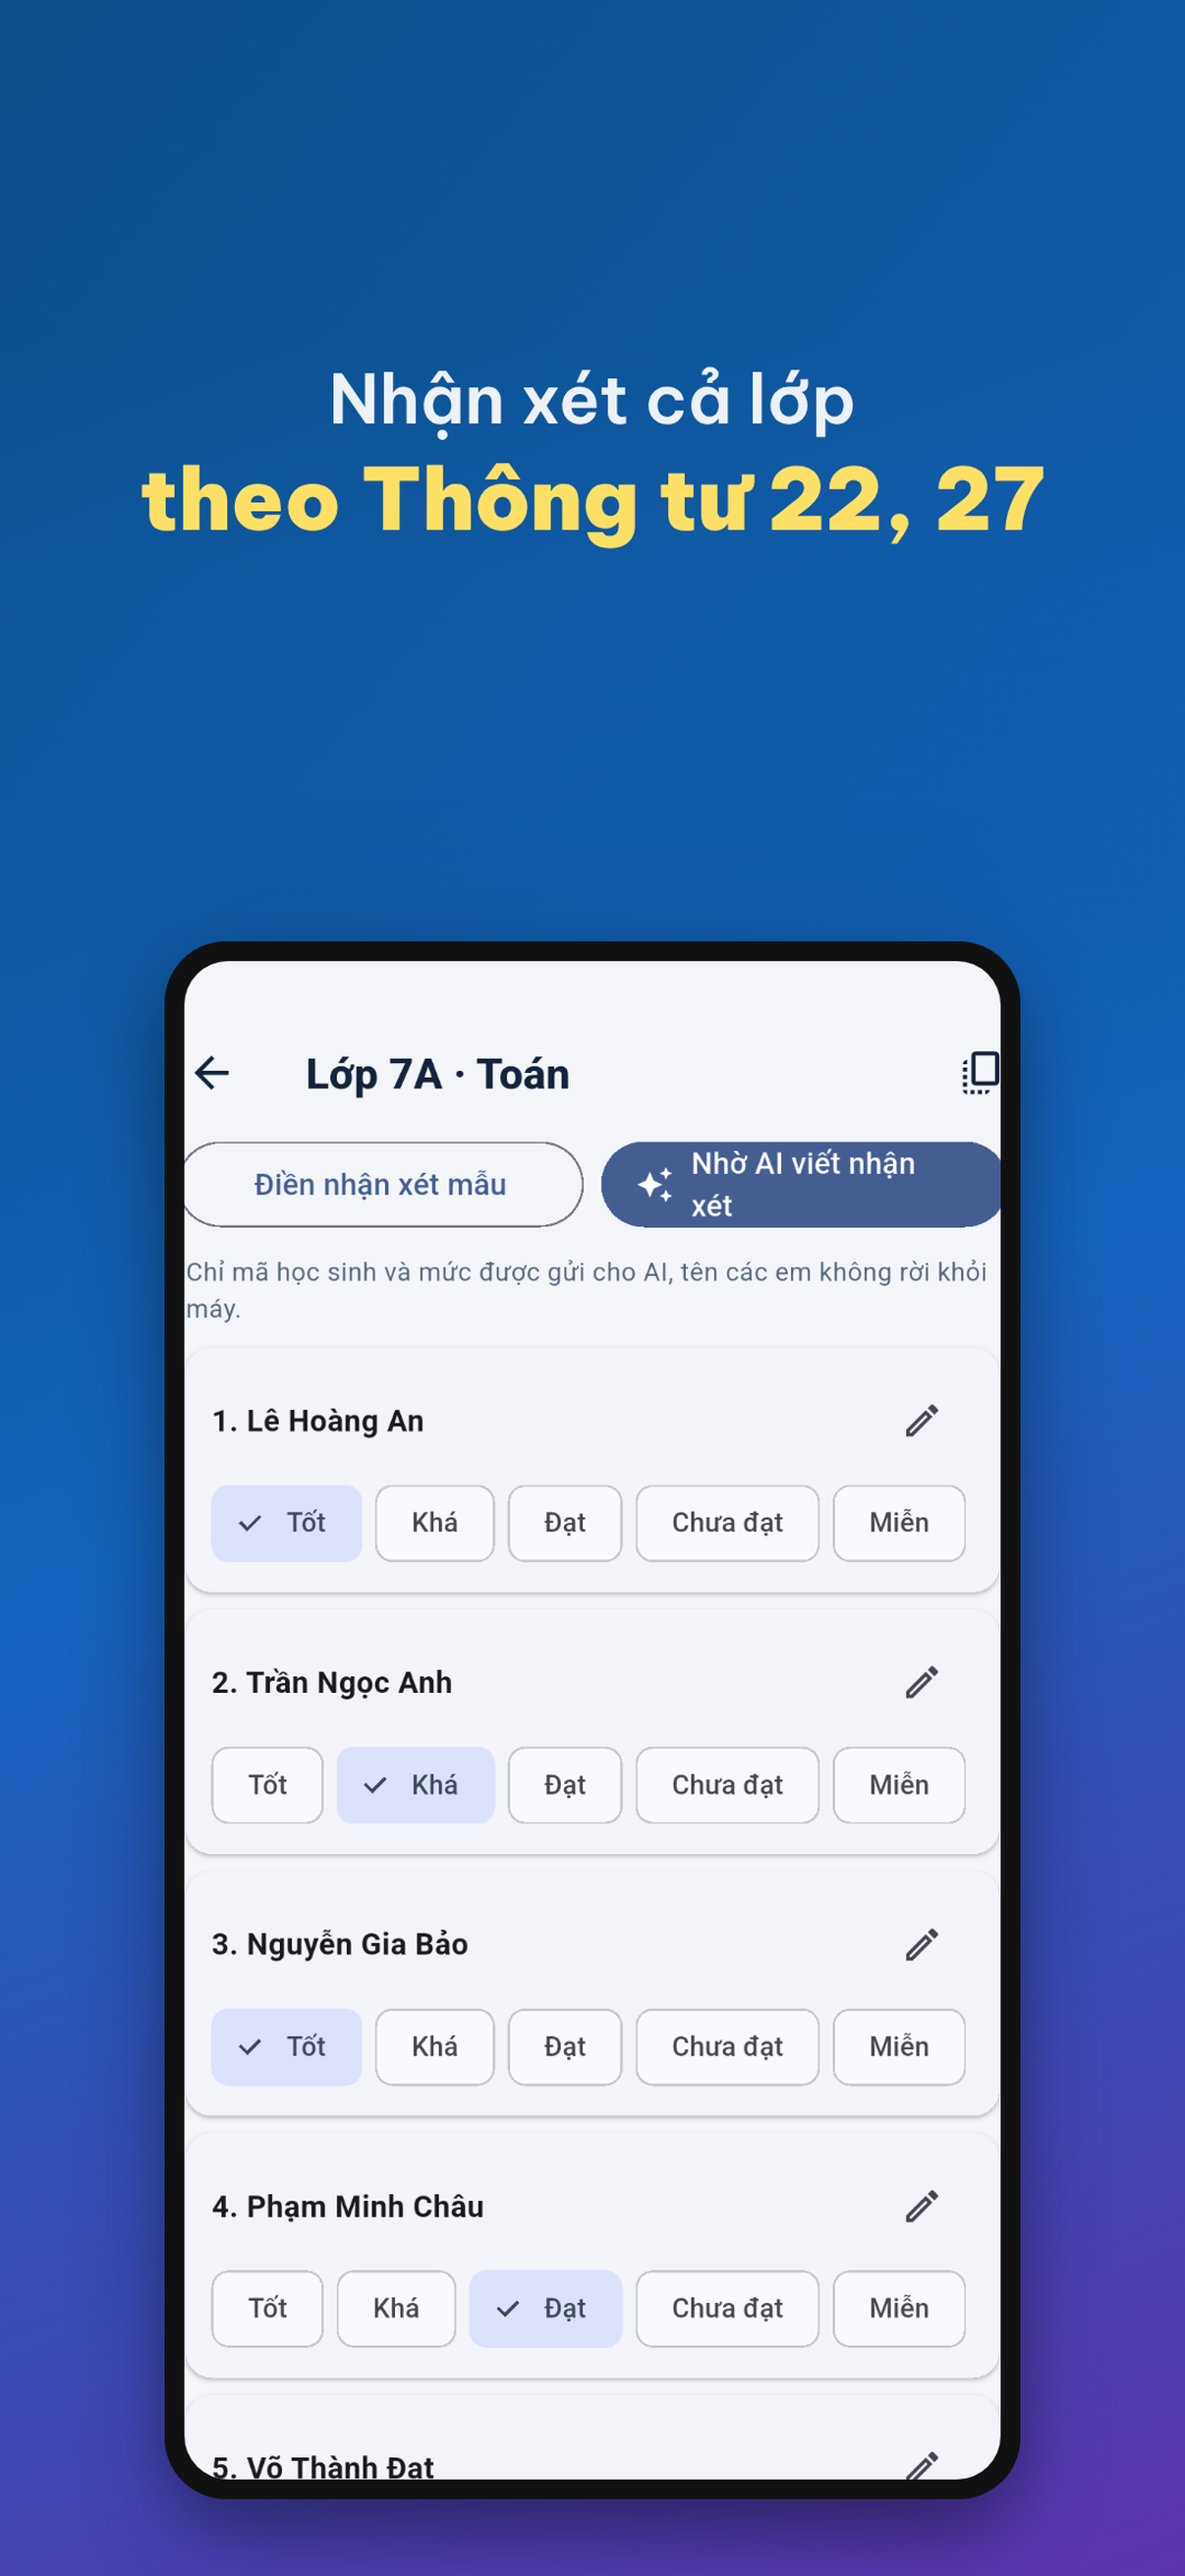 Nhận xét cả lớp
theo Thông tư 22, 27
Lớp 7A · Toán
Điền nhận xét mẫu
Nhờ AI viết nhận
xét
Chỉ mã học sinh và mức được gửi cho AI, tên các em không rời khỏi
máy.
1. Lê Hoàng An
Tốt Khá Đạt Chưa đạt Miễn
2. Trần Ngọc Anh
Tốt Khá Đạt Chưa đạt Miễn
3. Nguyễn Gia Bảo
Tốt Khá Đạt Chưa đạt Miễn
4. Phạm Minh Châu
Tốt Khá Đạt Chưa đạt Miễn
5. Võ Thành Đạt